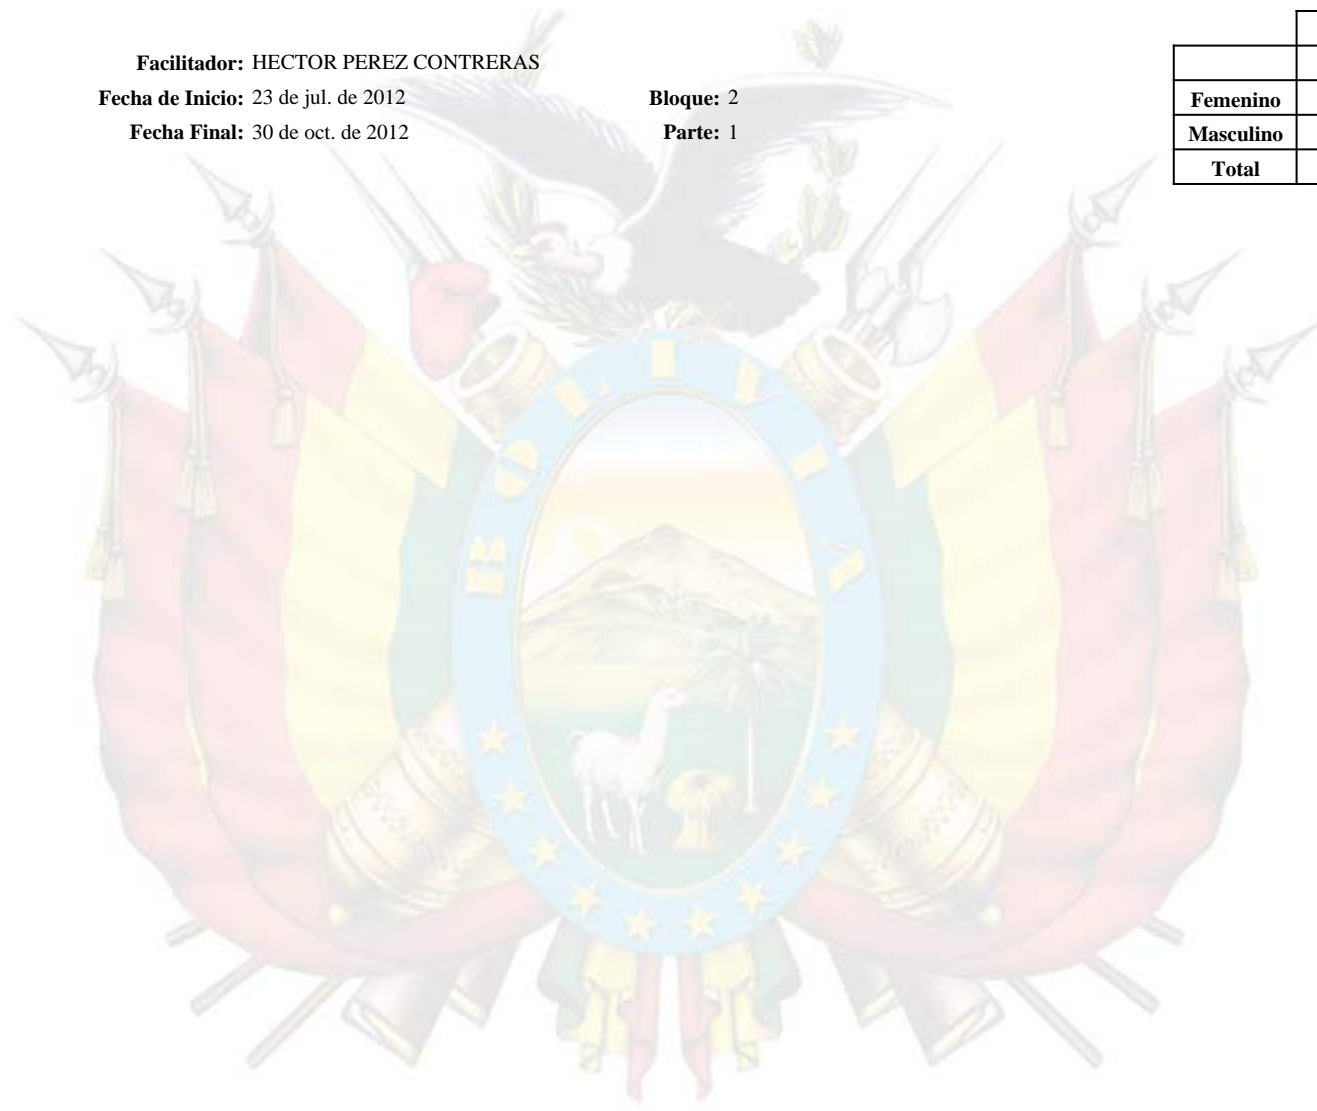 Facilitador: HECTOR PEREZ CONTRERAS
Fecha de Inicio: 23 de jul. de 2012 Bloque: 2
Fecha Final: 30 de oct. de 2012 Parte: 1
Femenino
Masculino
Total
BOLIVIA